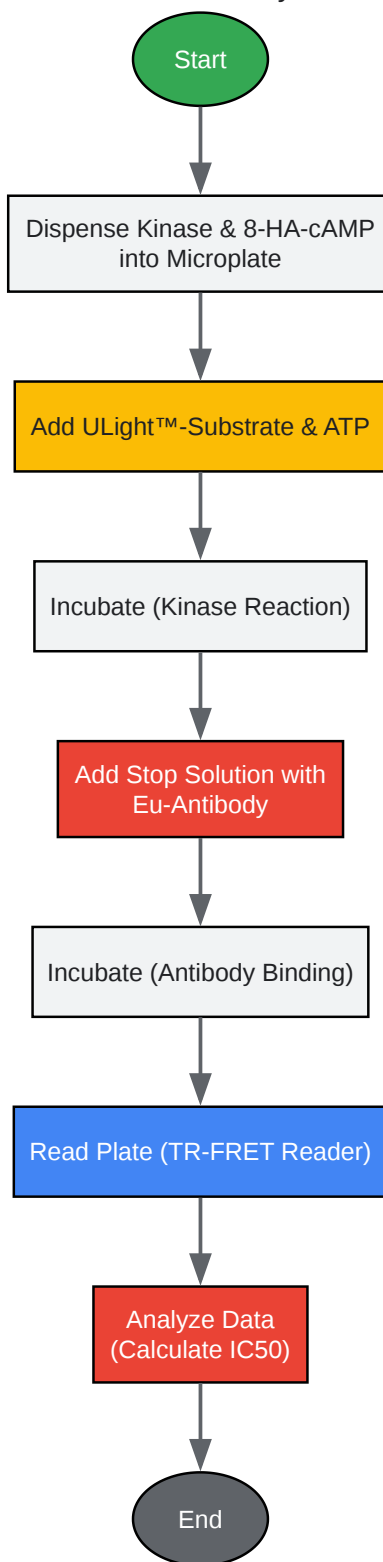 Start
Dispense Kinase & 8-HA-cAMP
into Microplate
Add ULight™-Substrate & ATP
Incubate (Kinase Reaction)
Add Stop Solution with
Eu-Antibody
Incubate (Antibody Binding)
Read Plate (TR-FRET Reader)
Analyze Data
(Calculate IC50)
End